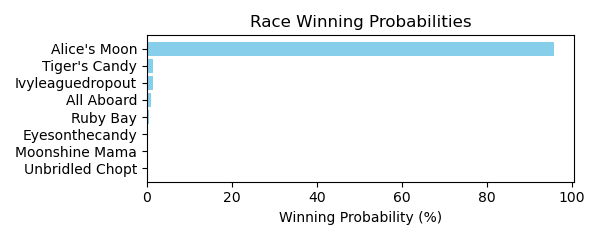 Race Winning Probabilities
Alice's Moon
Tiger's Candy
Ivyleaguedropout
All Aboard
Ruby Bay
Eyesonthecandy
Moonshine Mama
Unbridled Chopt
0 20 40 60 80 100
Winning Probability (%)